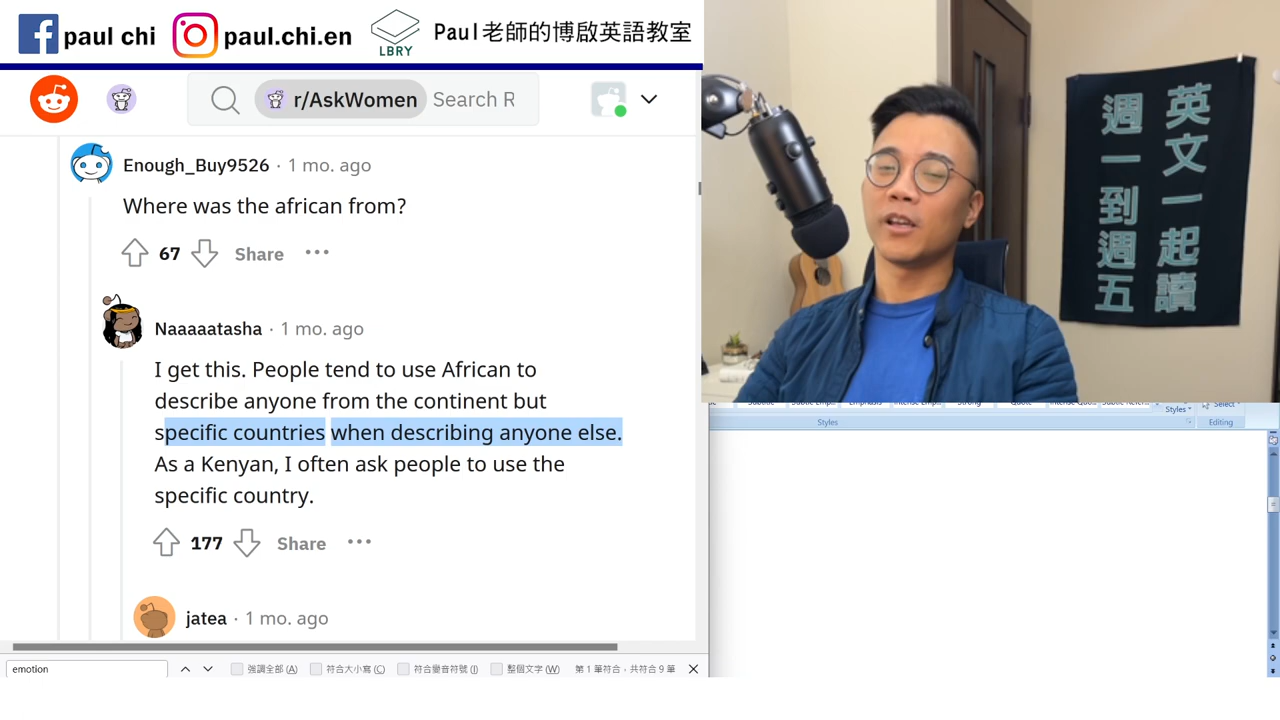 paul chi
paul.chi.en
LBRY
Paul老師的博啟英語教室
r/AskWomen
Search R
Enough_Buy9526 · 1 mo. ago
Where was the african from?
67
Share
Naaaaatasha · 1 mo. ago
I get this. People tend to use African to
describe anyone from the continent but
specific countries when describing anyone else.
As a Kenyan, I often ask people to use the
specific country.
177
Share
jatea · 1 mo. ago
emotion
強調全部 (A)
符合大小寫 (C)
符合變音符號 (I)
整個文字 (W)
第 1 筆符合，共符合 9 筆
英文一起讀
週一到週五
Styles
Select
Styles
Editing